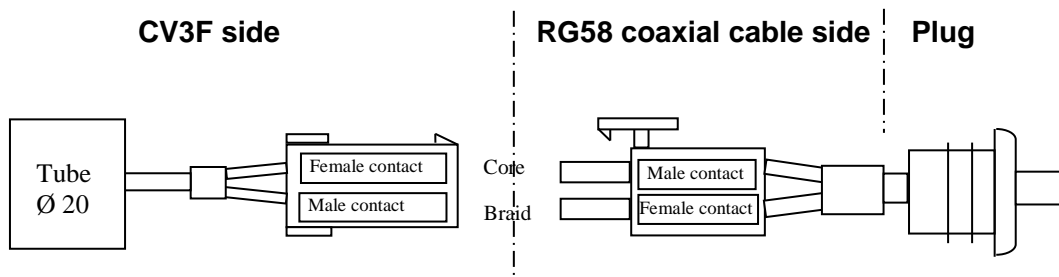 CV3F side
RG58 coaxial cable side
Plug
Tube
Ø 20
Female contact
Male contact
Core
Braid
Male contact
Female contact